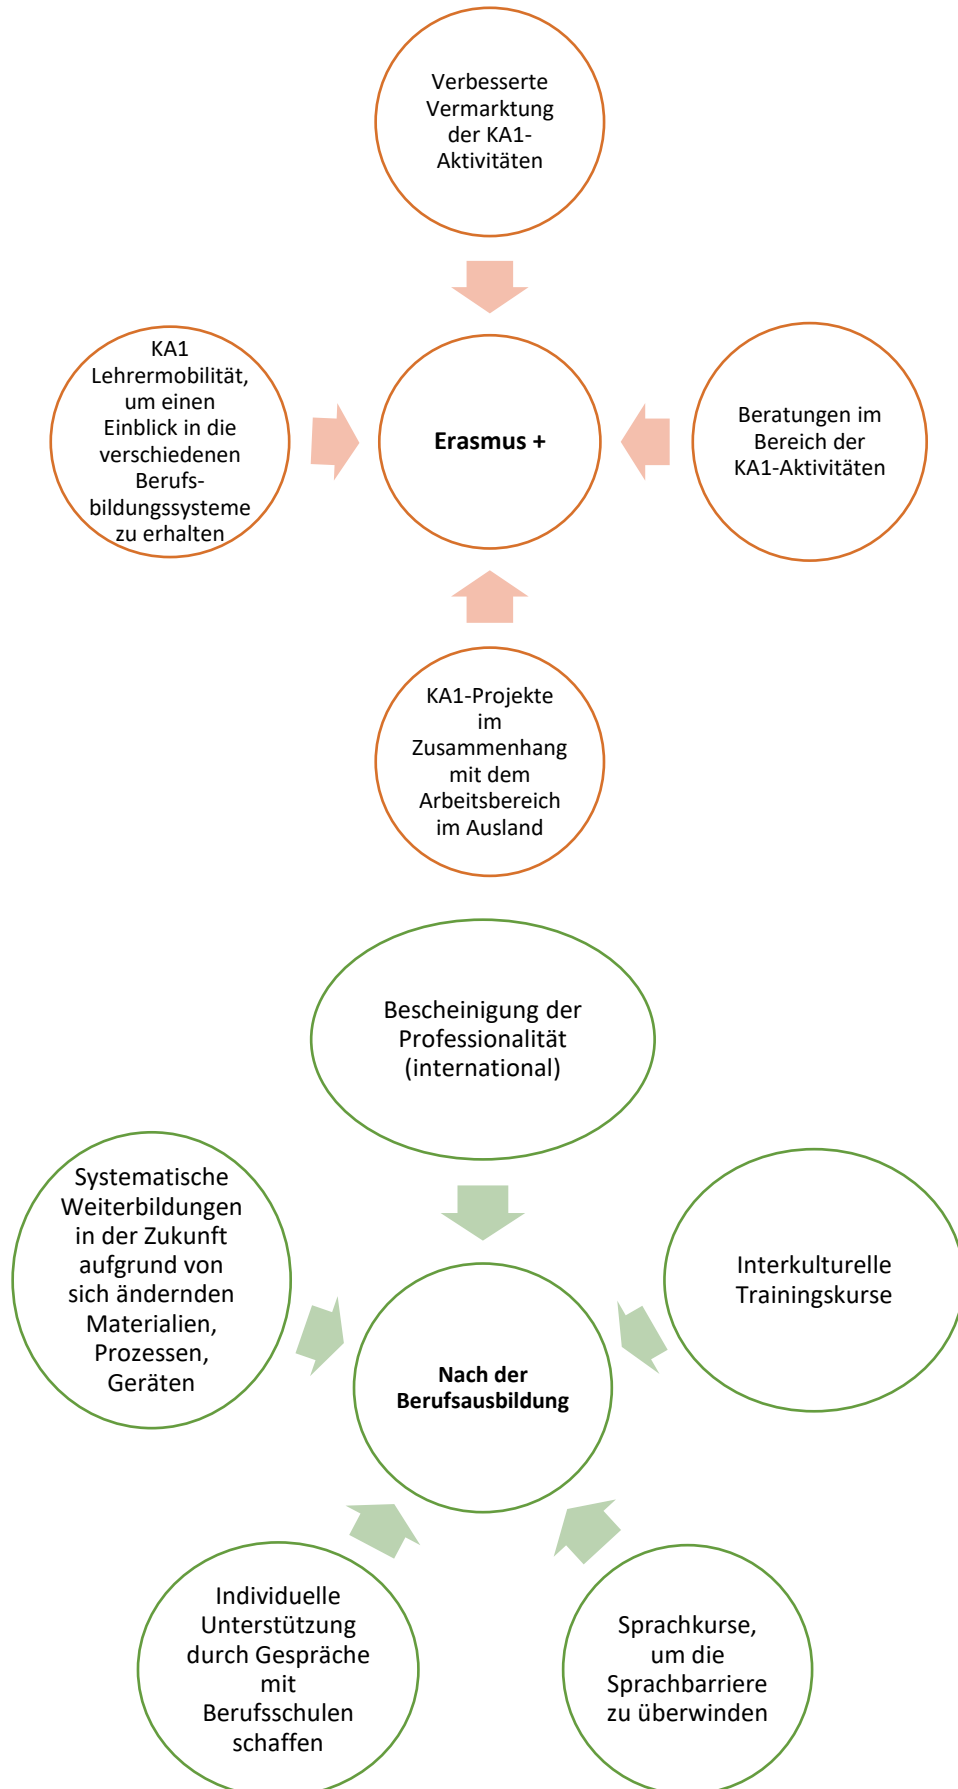 Verbesserte
Vermarktung
der KA1-
Aktivitäten
KA1
Lehrermobilität,
um einen
Einblick in die
verschiedenen
Berufs-
bildungssysteme
zu erhalten
Erasmus +
Beratungen im
Bereich der
KA1-Aktivitäten
KA1-Projekte
im
Zusammenhang
mit dem
Arbeitsbereich
im Ausland
Bescheinigung der
Professionalität
(international)
Systematische
Weiterbildungen
in der Zukunft
aufgrund von
sich ändernden
Materialien,
Prozessen,
Geräten
Interkulturelle
Trainingskurse
Nach der
Berufsausbildung
Individuelle
Unterstützung
durch Gespräche
mit
Berufsschulen
schaffen
Sprachkurse,
um die
Sprachbarriere
zu überwinden